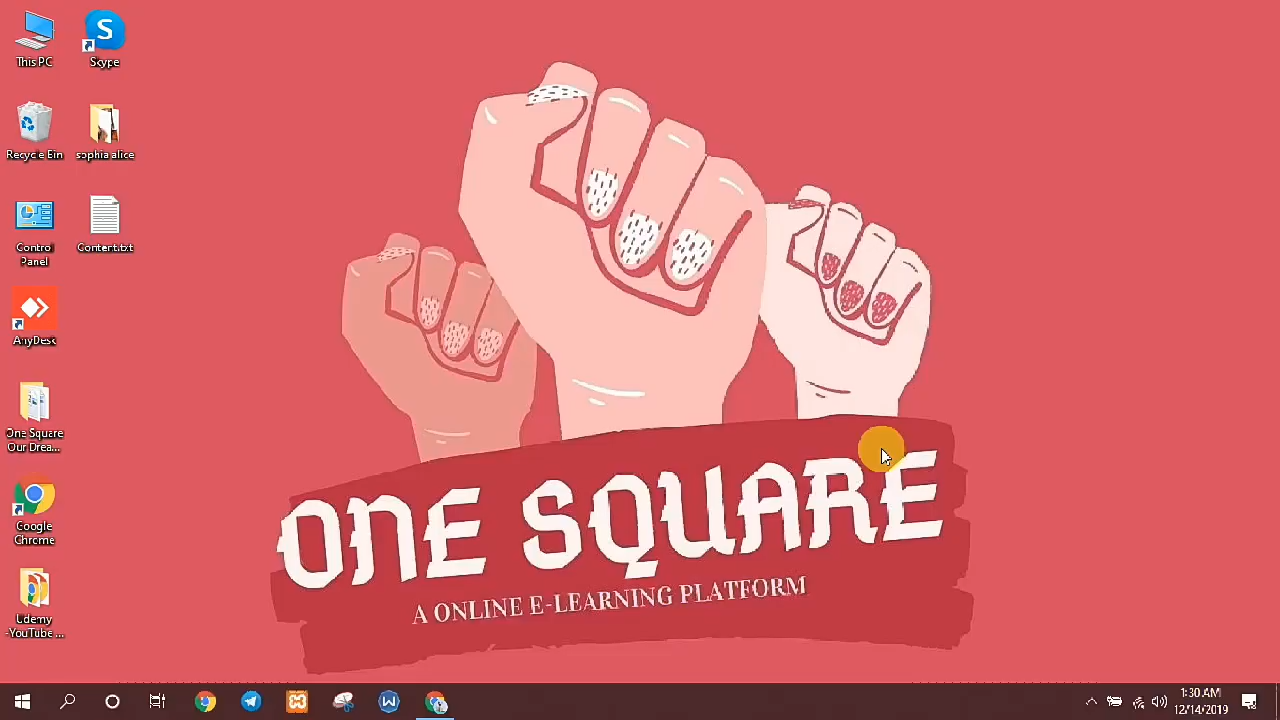 This PC
Skype
Recycle Bin
sophia alice
Control
Panel
Content.txt
AnyDesk
One Square
Our Drea...
Google
Chrome
Udemy
-YouTube ...
ONE SQUARE
A ONLINE E-LEARNING PLATFORM
1:30 AM
12/14/2019